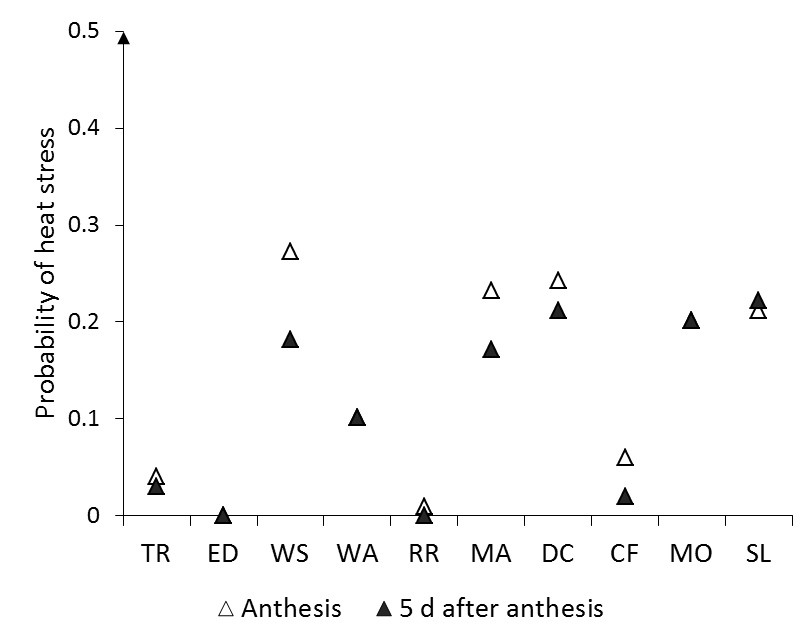 Probability of heat stress
0.5
0.4
0.3
0.2
0.1
0
TR ED WS WA RR MA DC CF MO SL
Anthesis 5 d after anthesis